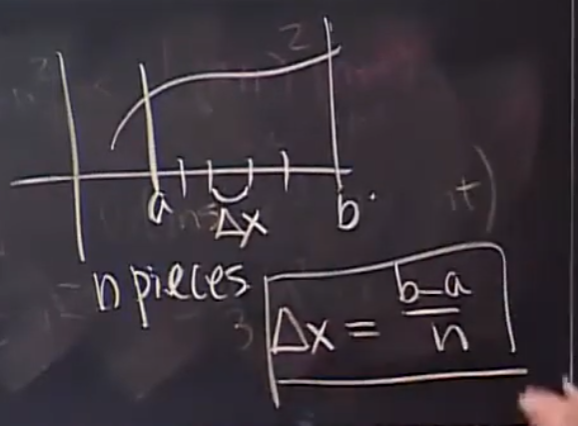 a Δx b.
n pieces
Δx = b-a/n